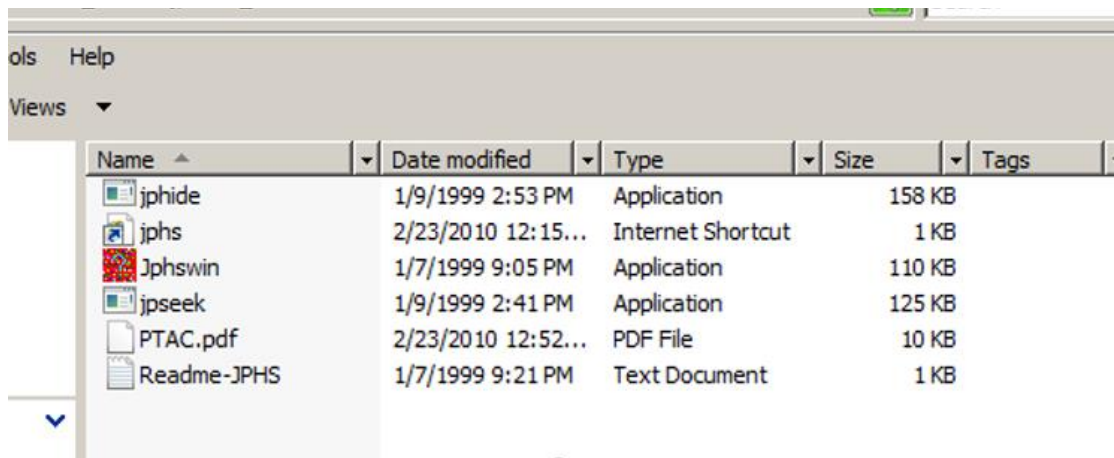 ols Help
Views
Name Date modified Type Size Tags
jphide 1/9/1999 2:53 PM Application 158 KB
jphs 2/23/2010 12:15... Internet Shortcut 1 KB
Jphswin 1/7/1999 9:05 PM Application 110 KB
jpseek 1/9/1999 2:41 PM Application 125 KB
PTAC.pdf 2/23/2010 12:52... PDF File 10 KB
Readme-JPHS 1/7/1999 9:21 PM Text Document 1 KB